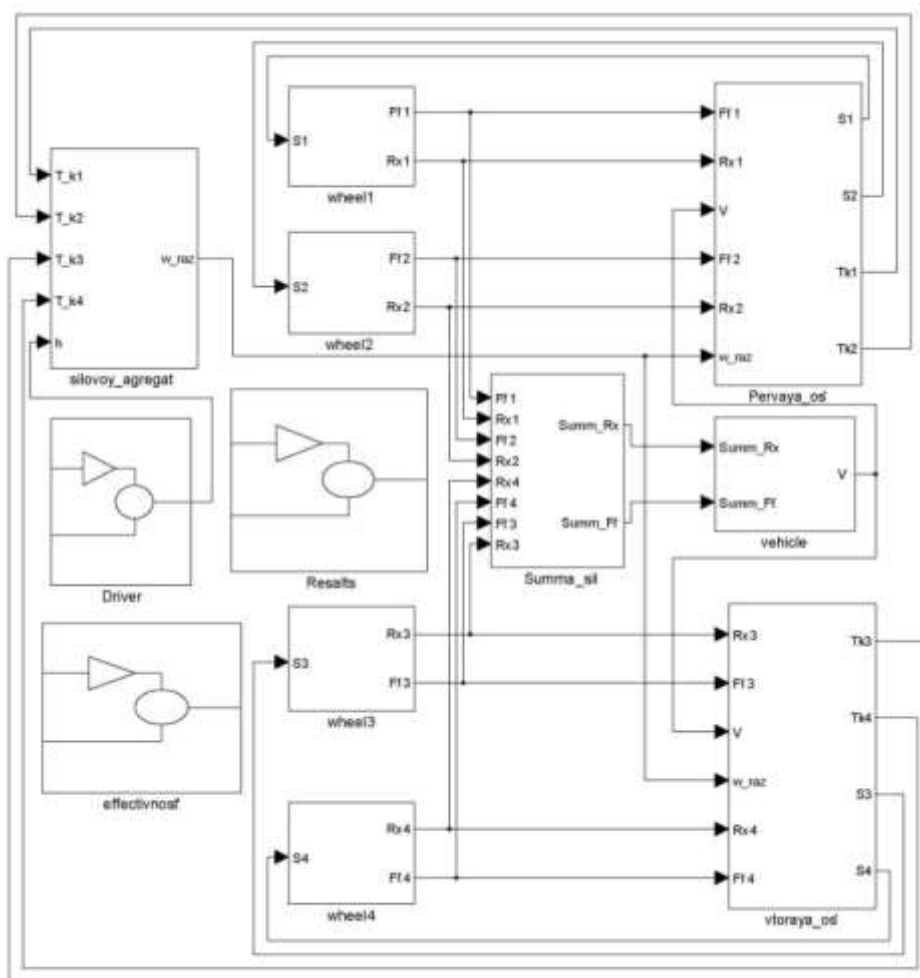 T_k1
T_k2
T_k3
T_k4
h
w_raz
silovoy_agregat
S1
Ff1
Rx1
wheel1
S2
Ff2
Rx2
wheel2
Ff1
Rx1
V
Ff2
Rx2
w_raz
S1
S2
Tk1
Tk2
Pervaya_os'
Driver
Resalts
Ff1
Rx1
Ff2
Rx2
Rx4
Ff4
Ff3
Rx3
Summ_Rx
Summ_Ff
Summa_sil
Summ_Rx
Summ_Ff
V
vehicle
effectivnost'
S3
Rx3
Ff3
wheel3
S4
Rx4
Ff4
wheel4
Rx3
Ff3
V
w_raz
Rx4
Ff4
Tk3
Tk4
S3
S4
vtoraya_os'